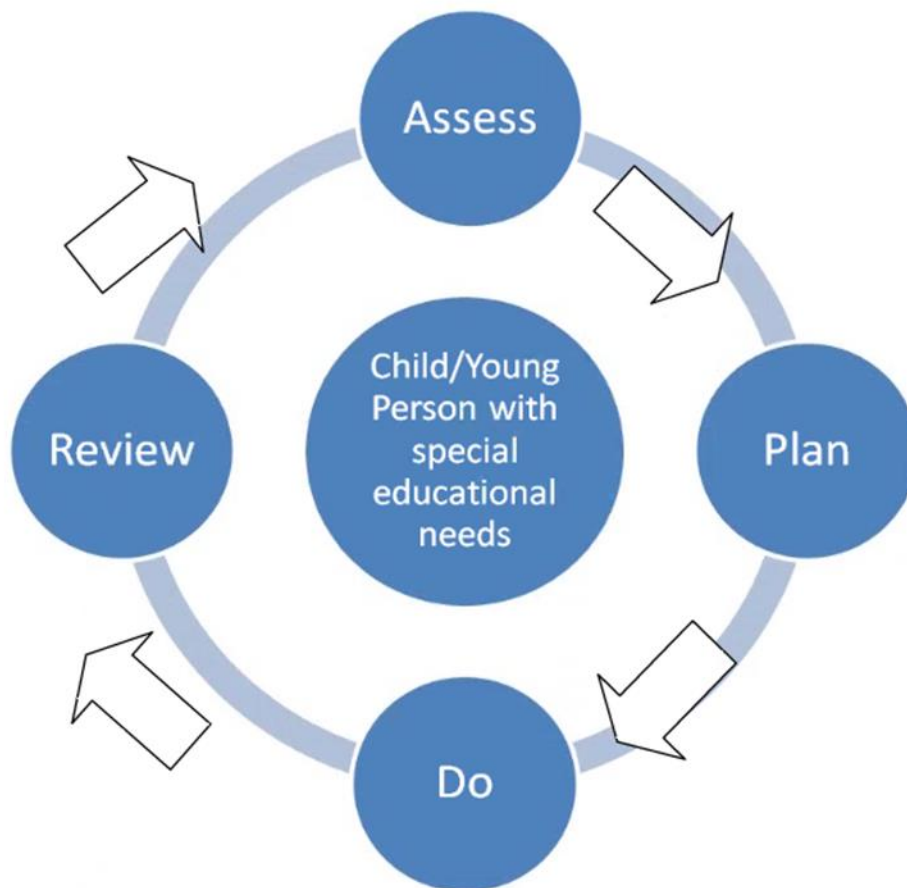 Assess
Child/Young
Person with
special
educational
needs
Review
Plan
Do